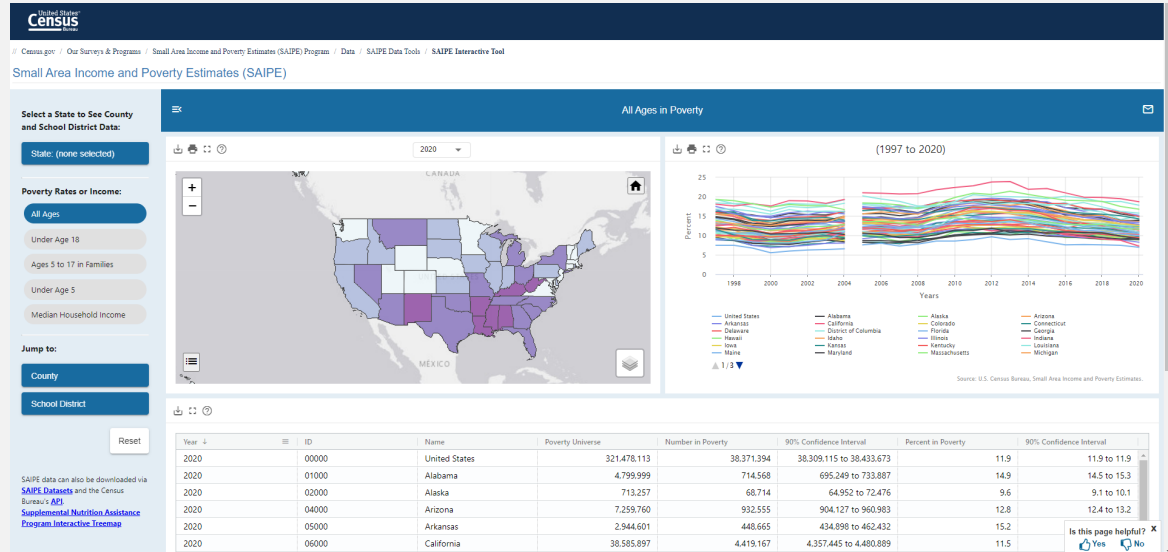 United States®
Census
Bureau
// Census.gov / Our Surveys & Programs / Small Area Income and Poverty Estimates (SAIPE) Program / Data / SAIPE Data Tools / SAIPE Interactive Tool
Small Area Income and Poverty Estimates (SAIPE)
Select a State to See County
and School District Data:
State: (none selected)
Poverty Rates or Income:
All Ages
Under Age 18
Ages 5 to 17 in Families
Under Age 5
Median Household Income
Jump to:
County
School District
Reset
SAIPE data can also be downloaded via
SAIPE Datasets and the Census
Bureau's API.
Supplemental Nutrition Assistance
Program Interactive Treemap
All Ages in Poverty
2020
CANADA
MÉXICO
+
−
(1997 to 2020)
25
20
15
10
5
0
Percent
1998 2000 2002 2004 2006 2008 2010 2012 2014 2016 2018 2020
Years
United States Alabama Alaska Arizona
Arkansas California Colorado Connecticut
Delaware District of Columbia Florida Georgia
Hawaii Idaho Illinois Indiana
Iowa Kansas Kentucky Louisiana
Maine Maryland Massachusetts Michigan
1/3
Source: U.S. Census Bureau, Small Area Income and Poverty Estimates.
Year ID Name Poverty Universe Number in Poverty 90% Confidence Interval Percent in Poverty 90% Confidence Interval
2020 00000 United States 321,478,113 38,371,394 38,309,115 to 38,433,673 11.9 11.9 to 11.9
2020 01000 Alabama 4,799,999 714,568 695,249 to 733,887 14.9 14.5 to 15.3
2020 02000 Alaska 713,257 68,714 64,952 to 72,476 9.6 9.1 to 10.1
2020 04000 Arizona 7,259,760 932,555 904,127 to 960,983 12.8 12.4 to 13.2
2020 05000 Arkansas 2,944,601 448,665 434,898 to 462,432 15.2
2020 06000 California 38,585,897 4,419,167 4,357,445 to 4,480,889 11.5
Is this page helpful? X
Yes No